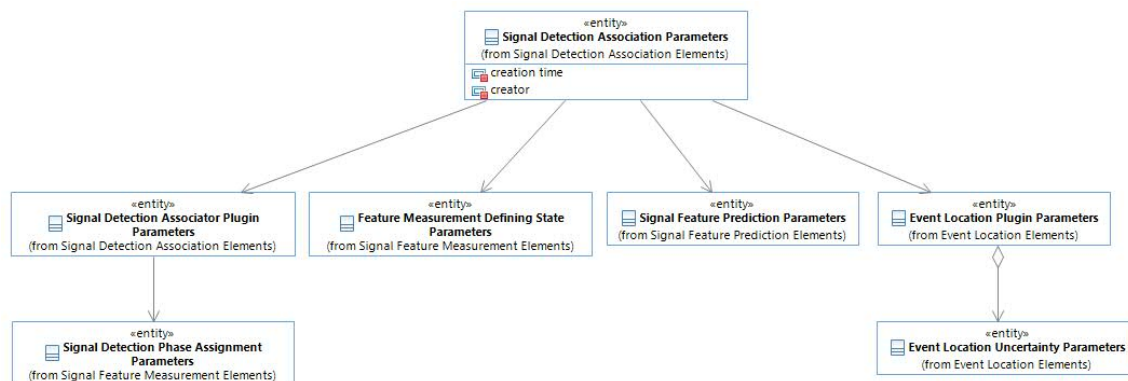 «entity»
Signal Detection Association Parameters
(from Signal Detection Association Elements)
creation time
creator
«entity»
Signal Detection Associator Plugin
Parameters
(from Signal Detection Association Elements)
«entity»
Feature Measurement Defining State
Parameters
(from Signal Feature Measurement Elements)
«entity»
Signal Feature Prediction Parameters
(from Signal Feature Prediction Elements)
«entity»
Event Location Plugin Parameters
(from Event Location Elements)
«entity»
Signal Detection Phase Assignment
Parameters
(from Signal Feature Measurement Elements)
«entity»
Event Location Uncertainty Parameters
(from Event Location Elements)